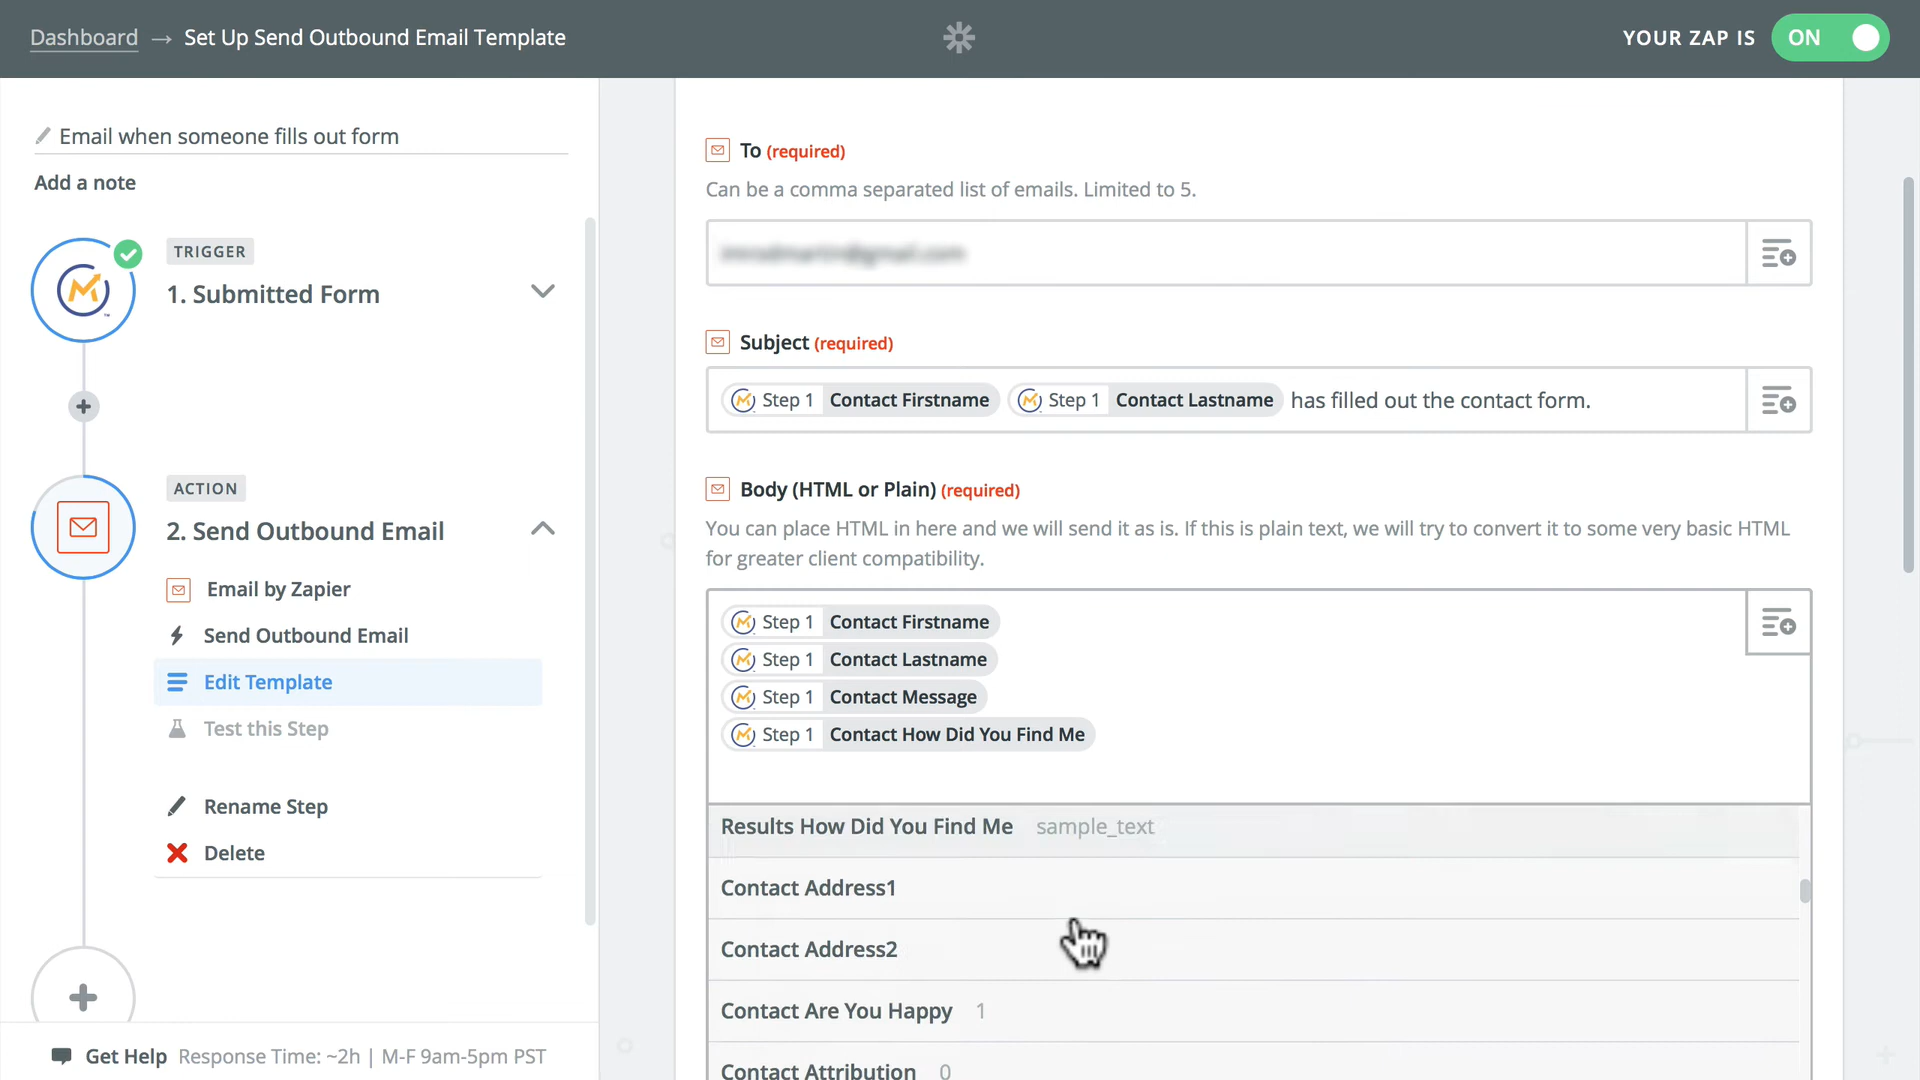 Dashboard → Set Up Send Outbound Email Template
YOUR ZAP IS ON
Email when someone fills out form
Add a note
TRIGGER
1. Submitted Form
ACTION
2. Send Outbound Email
Email by Zapier
Send Outbound Email
Edit Template
Test this Step
Rename Step
Delete
Get Help Response Time: ~2h | M-F 9am-5pm PST
To (required)
Can be a comma separated list of emails. Limited to 5.
Subject (required)
Step 1 Contact Firstname Step 1 Contact Lastname has filled out the contact form.
Body (HTML or Plain) (required)
You can place HTML in here and we will send it as is. If this is plain text, we will try to convert it to some very basic HTML
for greater client compatibility.
Step 1 Contact Firstname
Step 1 Contact Lastname
Step 1 Contact Message
Step 1 Contact How Did You Find Me
Results How Did You Find Me sample_text
Contact Address1
Contact Address2
Contact Are You Happy 1
Contact Attribution 0